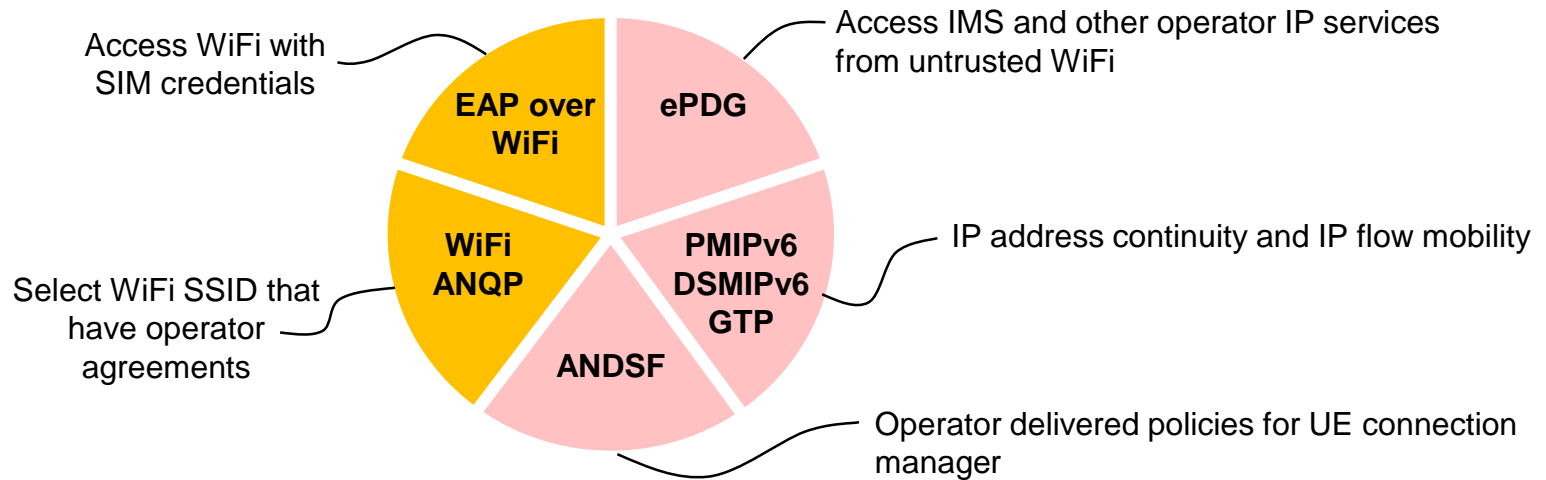 Access WiFi with
SIM credentials
EAP over
WiFi
ePDG
Access IMS and other operator IP services
from untrusted WiFi
WiFi
ANQP
Select WiFi SSID that
have operator
agreements
PMIPv6
DSMIPv6
GTP
IP address continuity and IP flow mobility
ANDSF
Operator delivered policies for UE connection
manager